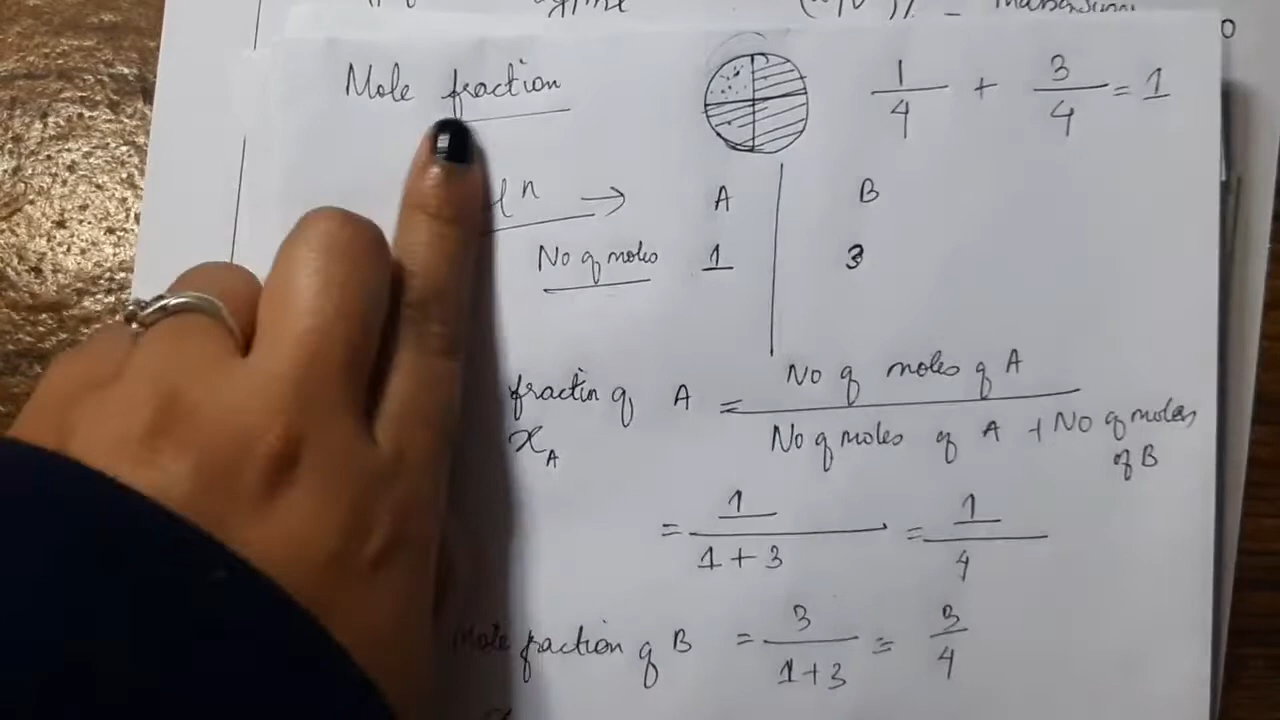 Mole fraction
1/4 + 3/4 = 1
n → A B
No of moles 1 3
fractin of A = No of moles of A / No of moles of A + No of moles of B
x_A
= 1 / 1 + 3 = 1 / 4
Mole fraction of B = 3 / 1+3 = 3 / 4